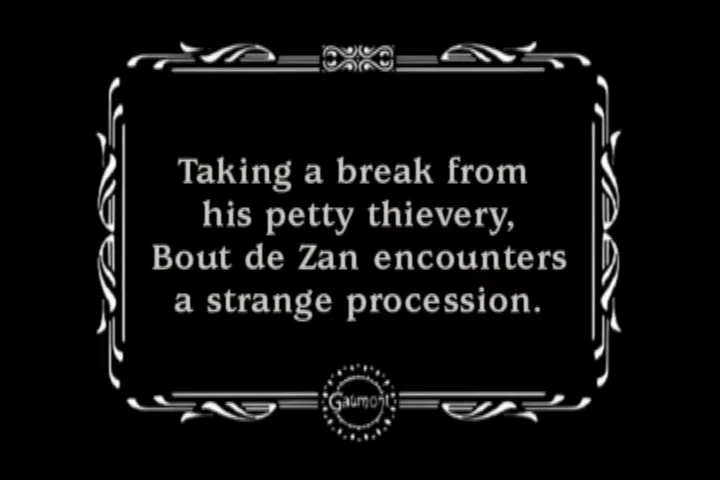 Taking a break from
his petty thievery,
Bout de Zan encounters
a strange procession.
Gaumont